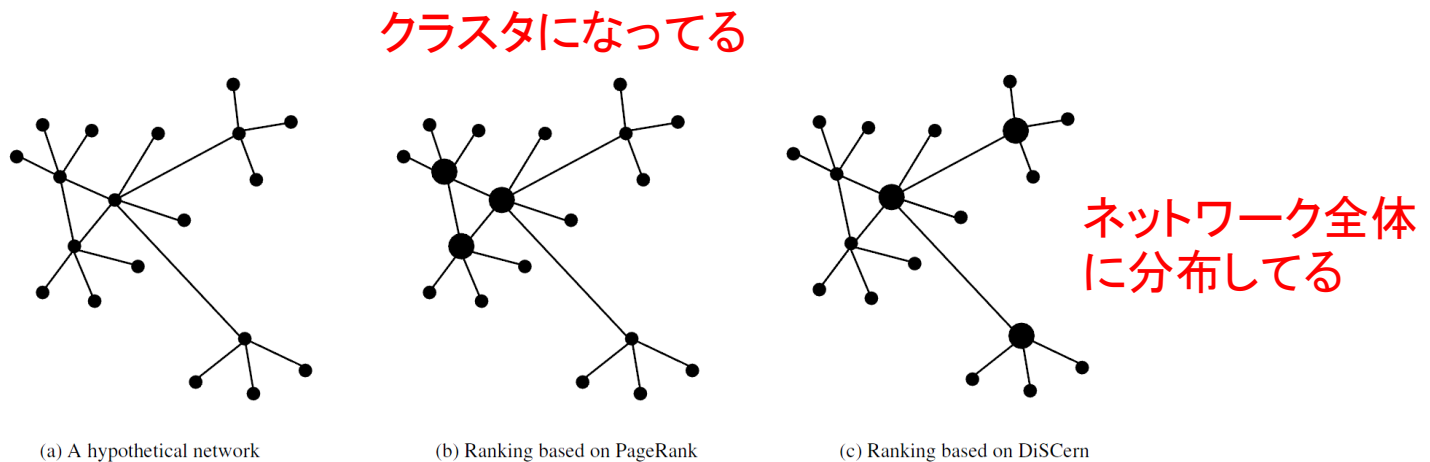 クラスタになってる
ネットワーク全体
に分布してる
(a) A hypothetical network
(b) Ranking based on PageRank
(c) Ranking based on DiSCern